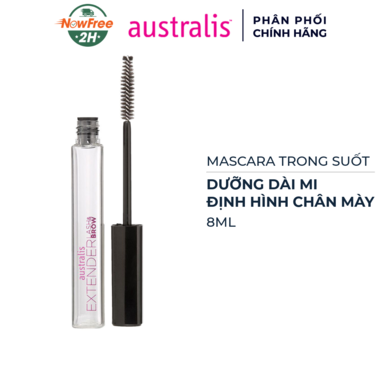 NowFree
2H
australis
PHÂN PHỐI
CHÍNH HÃNG
MASCARA TRONG SUỐT
DƯỠNG DÀI MI
ĐỊNH HÌNH CHÂN MÀY
8ML
australis
EXTENDER
LASH
BROW